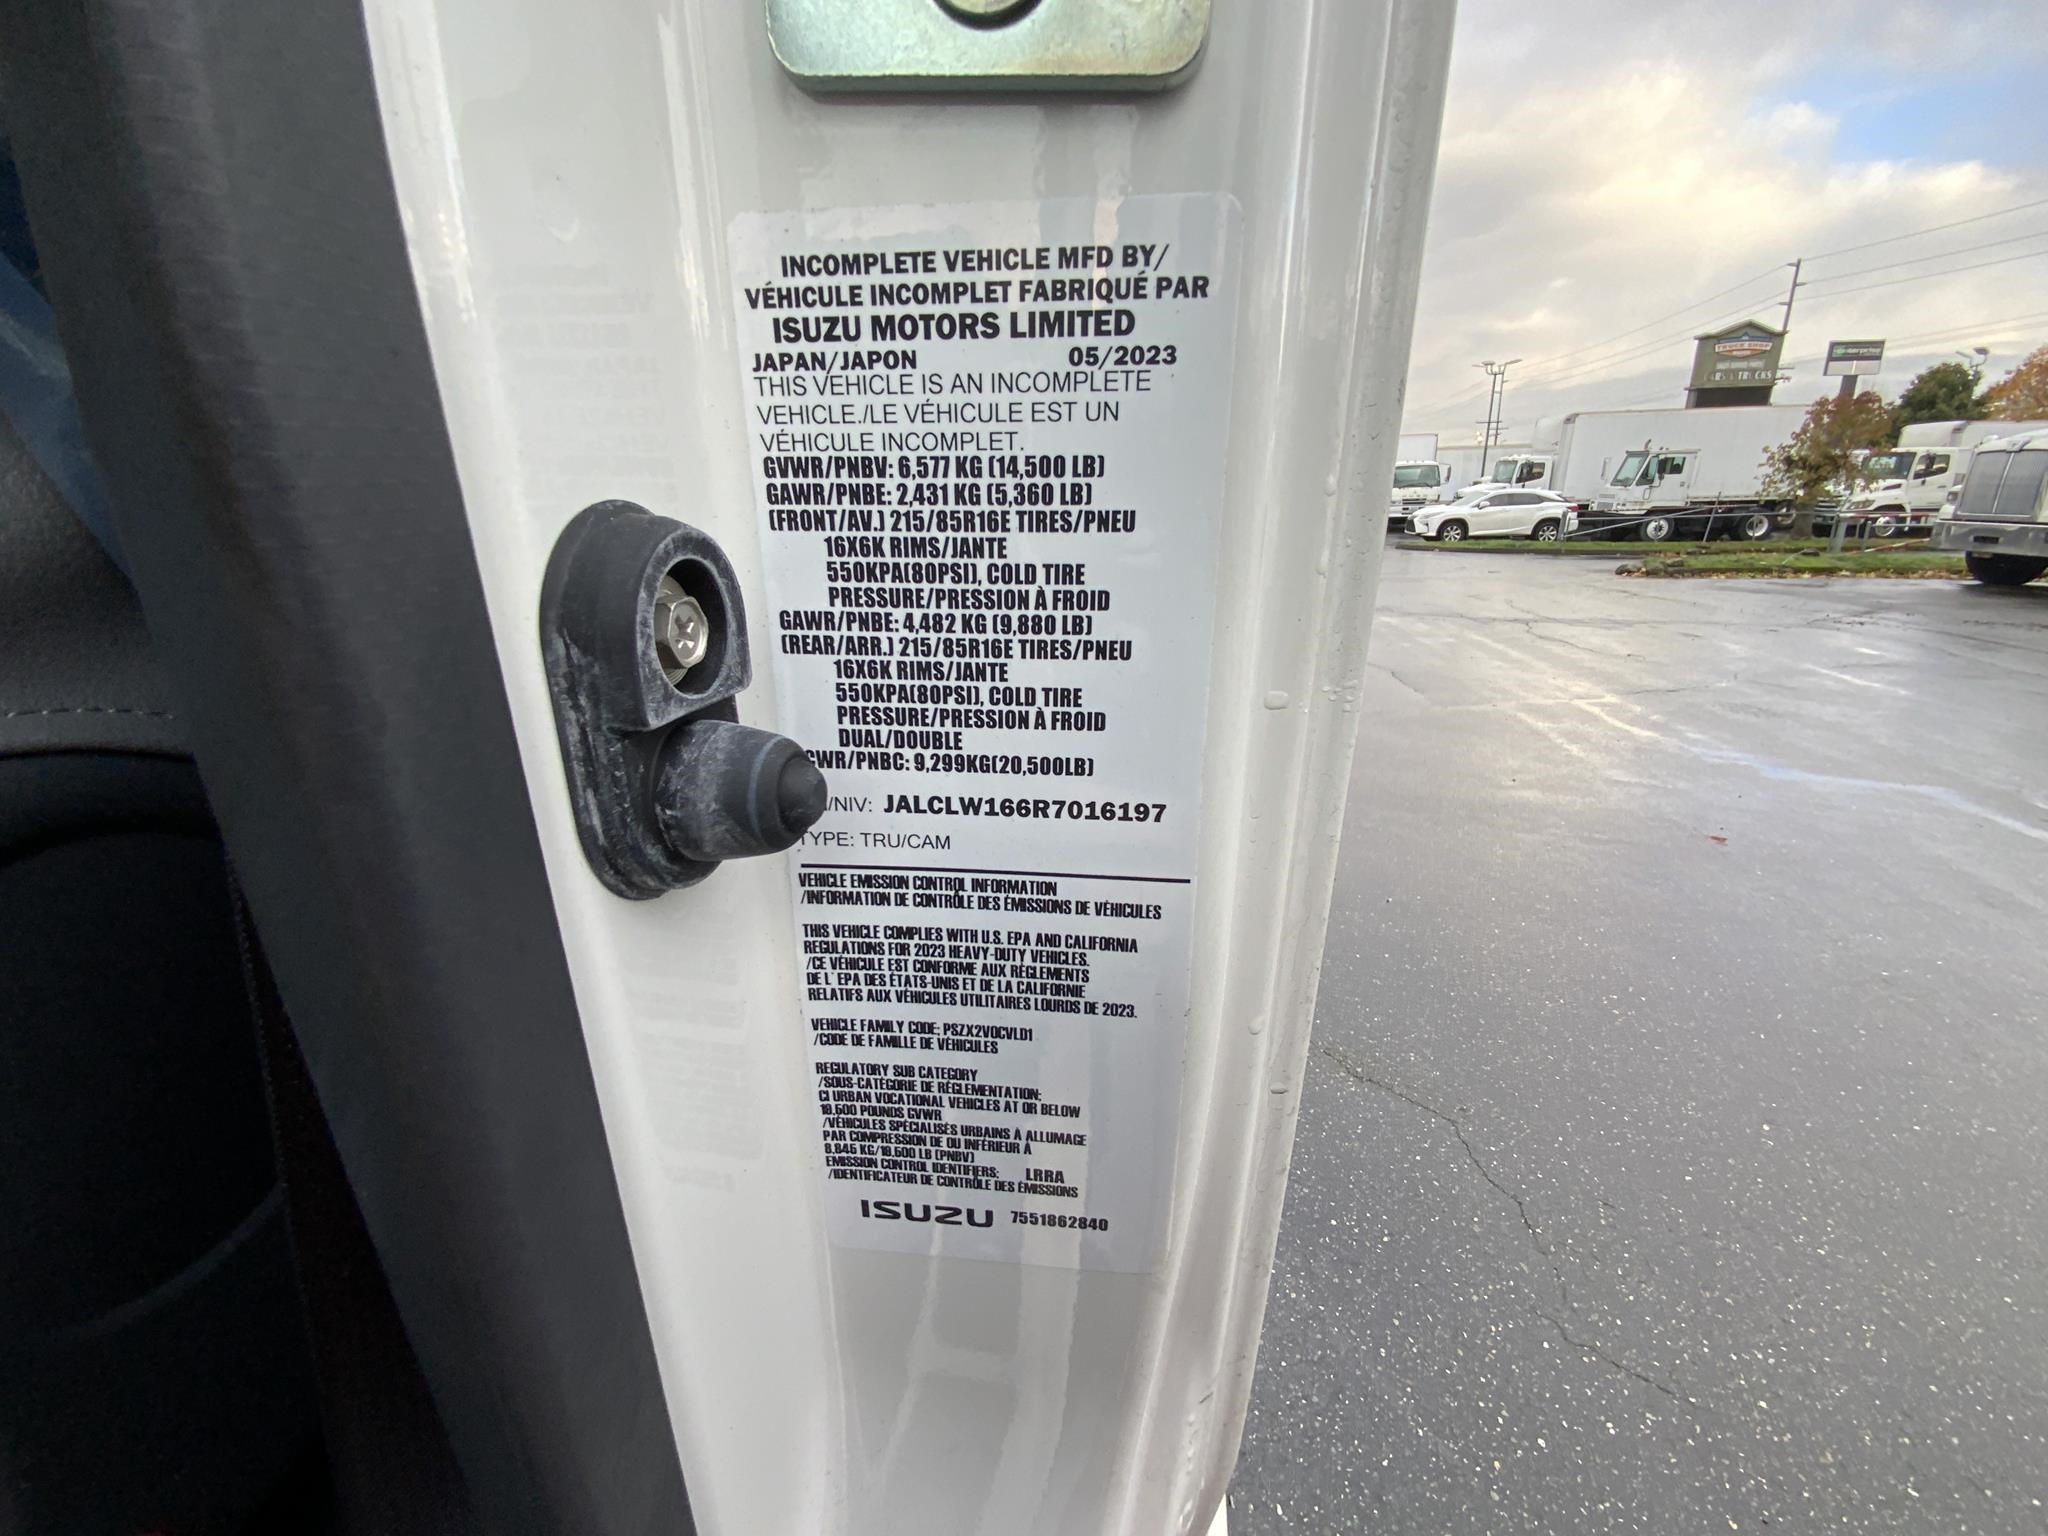 INCOMPLETE VEHICLE MFD BY/
VÉHICULE INCOMPLET FABRIQUÉ PAR
ISUZU MOTORS LIMITED
JAPAN/JAPON 05/2023
THIS VEHICLE IS AN INCOMPLETE
VEHICLE./LE VÉHICULE EST UN
VÉHICULE INCOMPLET.
GVWR/PNBV: 6,577 KG (14,500 LB)
GAWR/PNBE: 2,431 KG (5,360 LB)
(FRONT/AV.) 215/85R16E TIRES/PNEU
16X6K RIMS/JANTE
550KPA(80PSI), COLD TIRE
PRESSURE/PRESSION À FROID
GAWR/PNBE: 4,482 KG (9,880 LB)
(REAR/ARR.) 215/85R16E TIRES/PNEU
16X6K RIMS/JANTE
550KPA(80PSI), COLD TIRE
PRESSURE/PRESSION À FROID
DUAL/DOUBLE
CWR/PNBC: 9,299KG(20,500LB)
/NIV: JALCLW166R7016197
TYPE: TRU/CAM
VEHICLE EMISSION CONTROL INFORMATION
/INFORMATION DE CONTRÔLE DES ÉMISSIONS DE VÉHICULES
THIS VEHICLE COMPLIES WITH U.S. EPA AND CALIFORNIA
REGULATIONS FOR 2023 HEAVY-DUTY VEHICLES.
/CE VÉHICULE EST CONFORME AUX RÈGLEMENTS
DE L' EPA DES ÉTATS-UNIS ET DE LA CALIFORNIE
RELATIFS AUX VÉHICULES UTILITAIRES LOURDS DE 2023.
VEHICLE FAMILY CODE: PSZX2VOCVLD1
/CODE DE FAMILLE DE VÉHICULES
REGULATORY SUB CATEGORY
/SOUS-CATÉGORIE DE RÉGLEMENTATION:
CI URBAN VOCATIONAL VEHICLES AT OR BELOW
19,500 POUNDS GVWR
/VÉHICULES SPÉCIALISÉS URBAINS À ALLUMAGE
PAR COMPRESSION DE OU INFÉRIEUR À
8,845 KG/19,500 LB (PNBV)
EMISSION CONTROL IDENTIFIERS: LRRA
/IDENTIFICATEUR DE CONTRÔLE DES ÉMISSIONS
ISUZU 7551862840
TRUCK SHOP
CARS & TRUCKS
enterprise